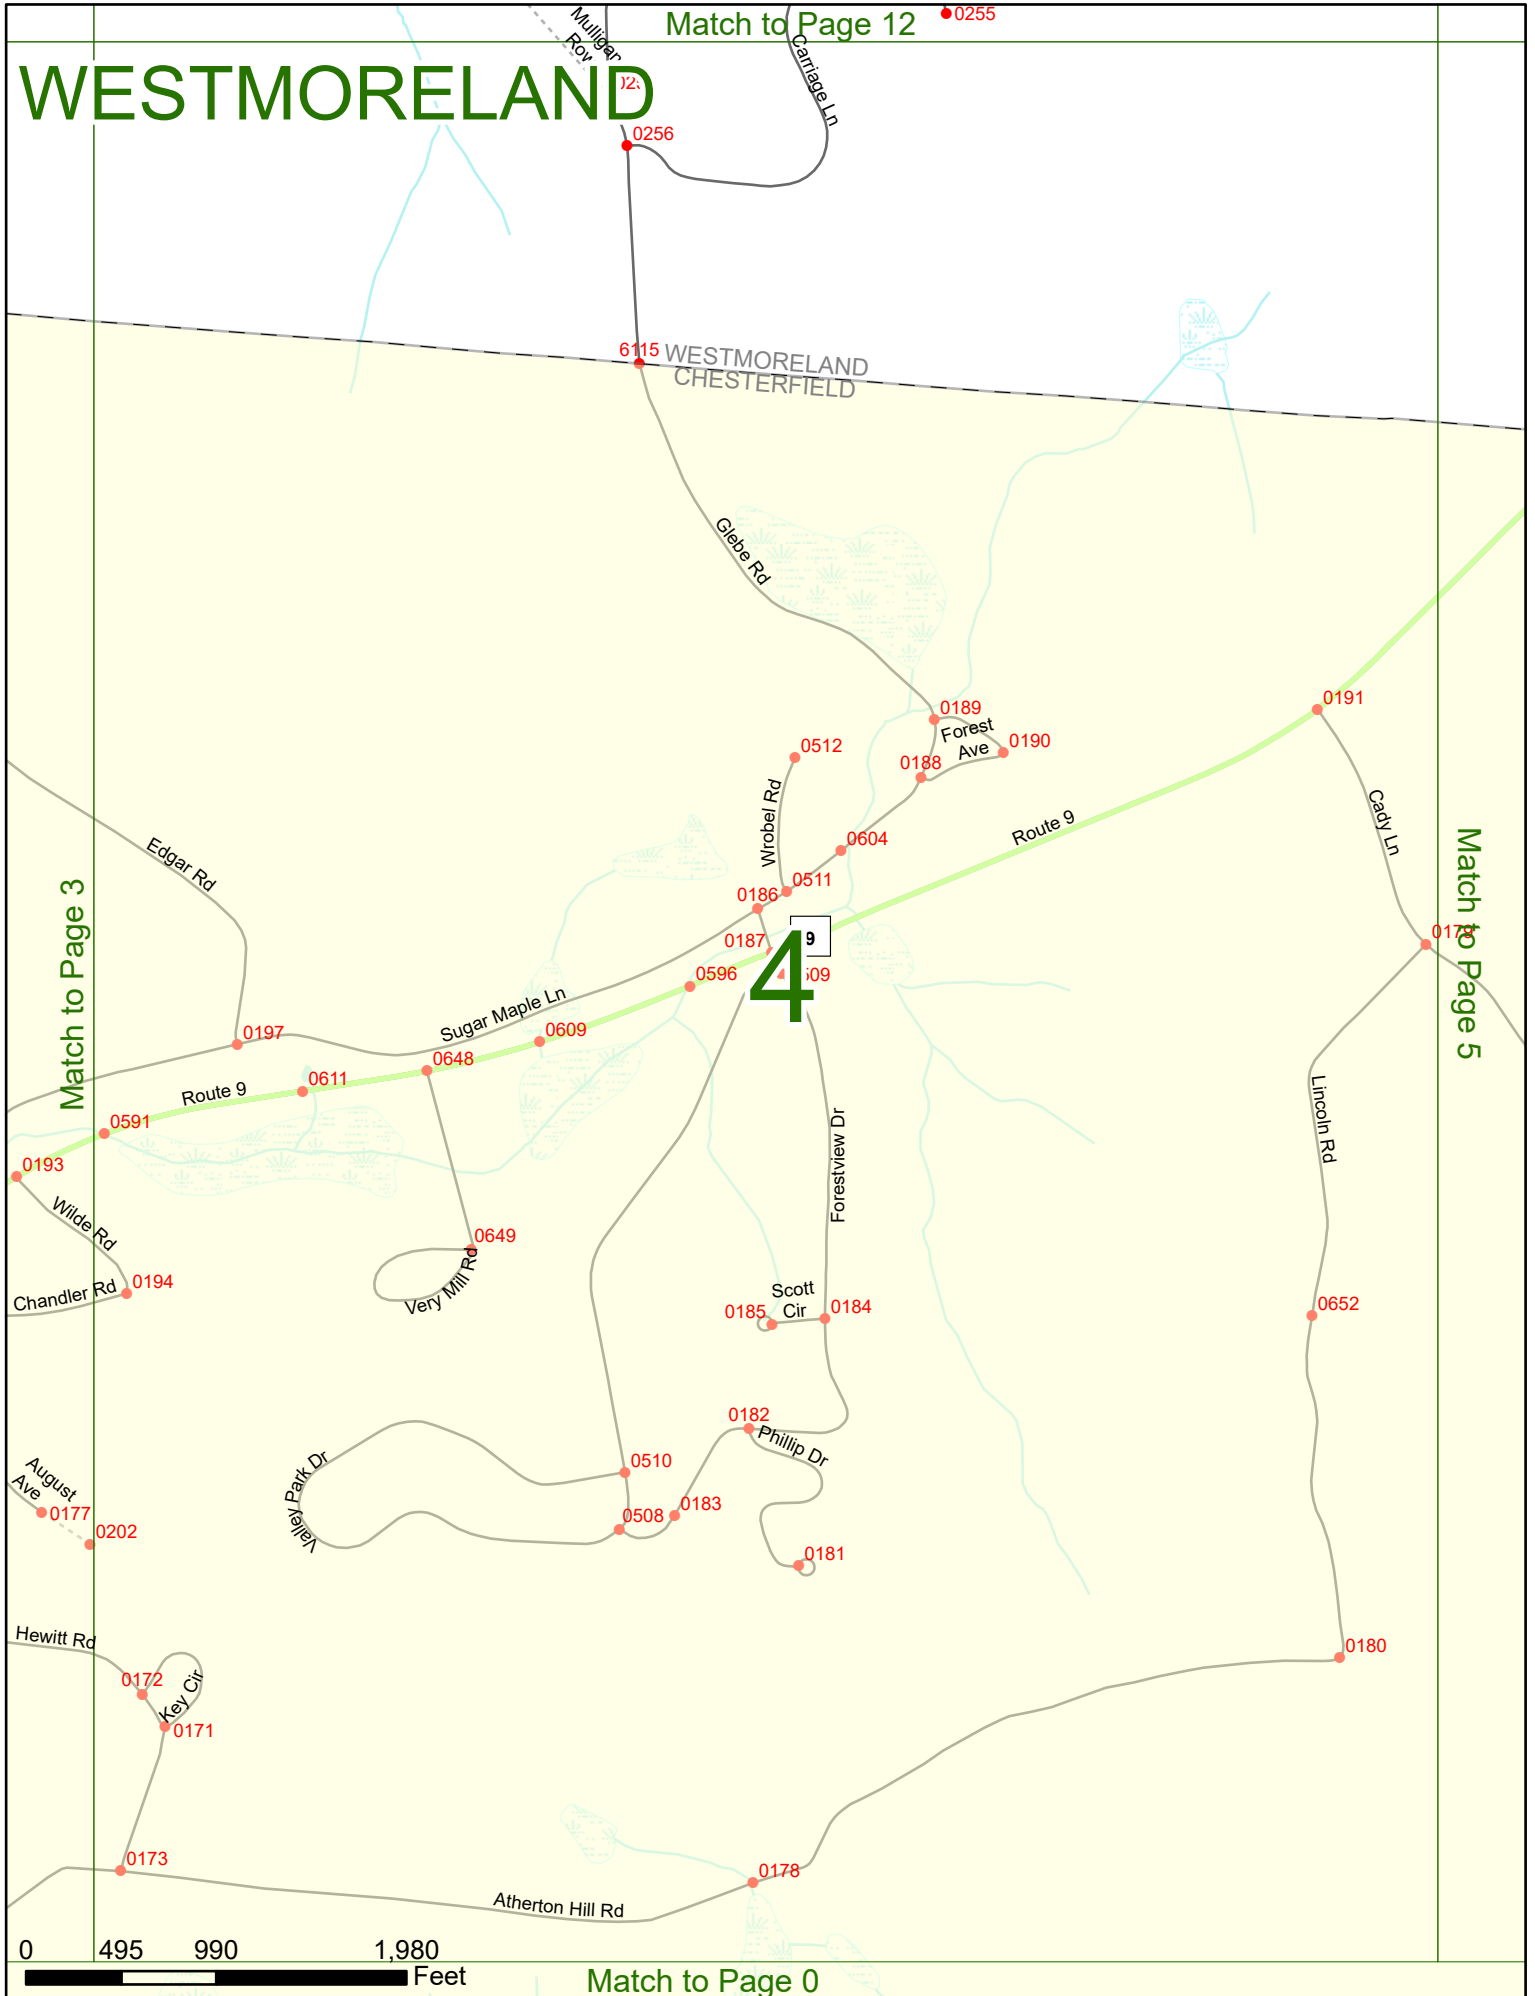 Match to Page 12
0255
Mulligan
Row
Carriage Ln
WESTMORELAND
0256
6115
WESTMORELAND
CHESTERFIELD
Glebe Rd
0191
0189
Forest
Ave
0190
0512
0188
Wrobel Rd
Cady Ln
Route 9
0604
Edgar Rd
0511
0186
Match to Page 3
Match to Page 5
0187
9
4
0596
Sugar Maple Ln
0197
0609
0648
0611
Route 9
0591
Lincoln Rd
Forestview Dr
0193
Wilde Rd
0649
Very Mill Rd
0194
Chandler Rd
Scott
Cir
0185
0184
0652
0182
Phillip Dr
Valley Park Dr
0510
August
Ave
0177
0183
0508
0202
0181
Hewitt Rd
0180
0172
Key Cir
0171
0173
0178
Atherton Hill Rd
0 495 990 1,980
Feet
Match to Page 0